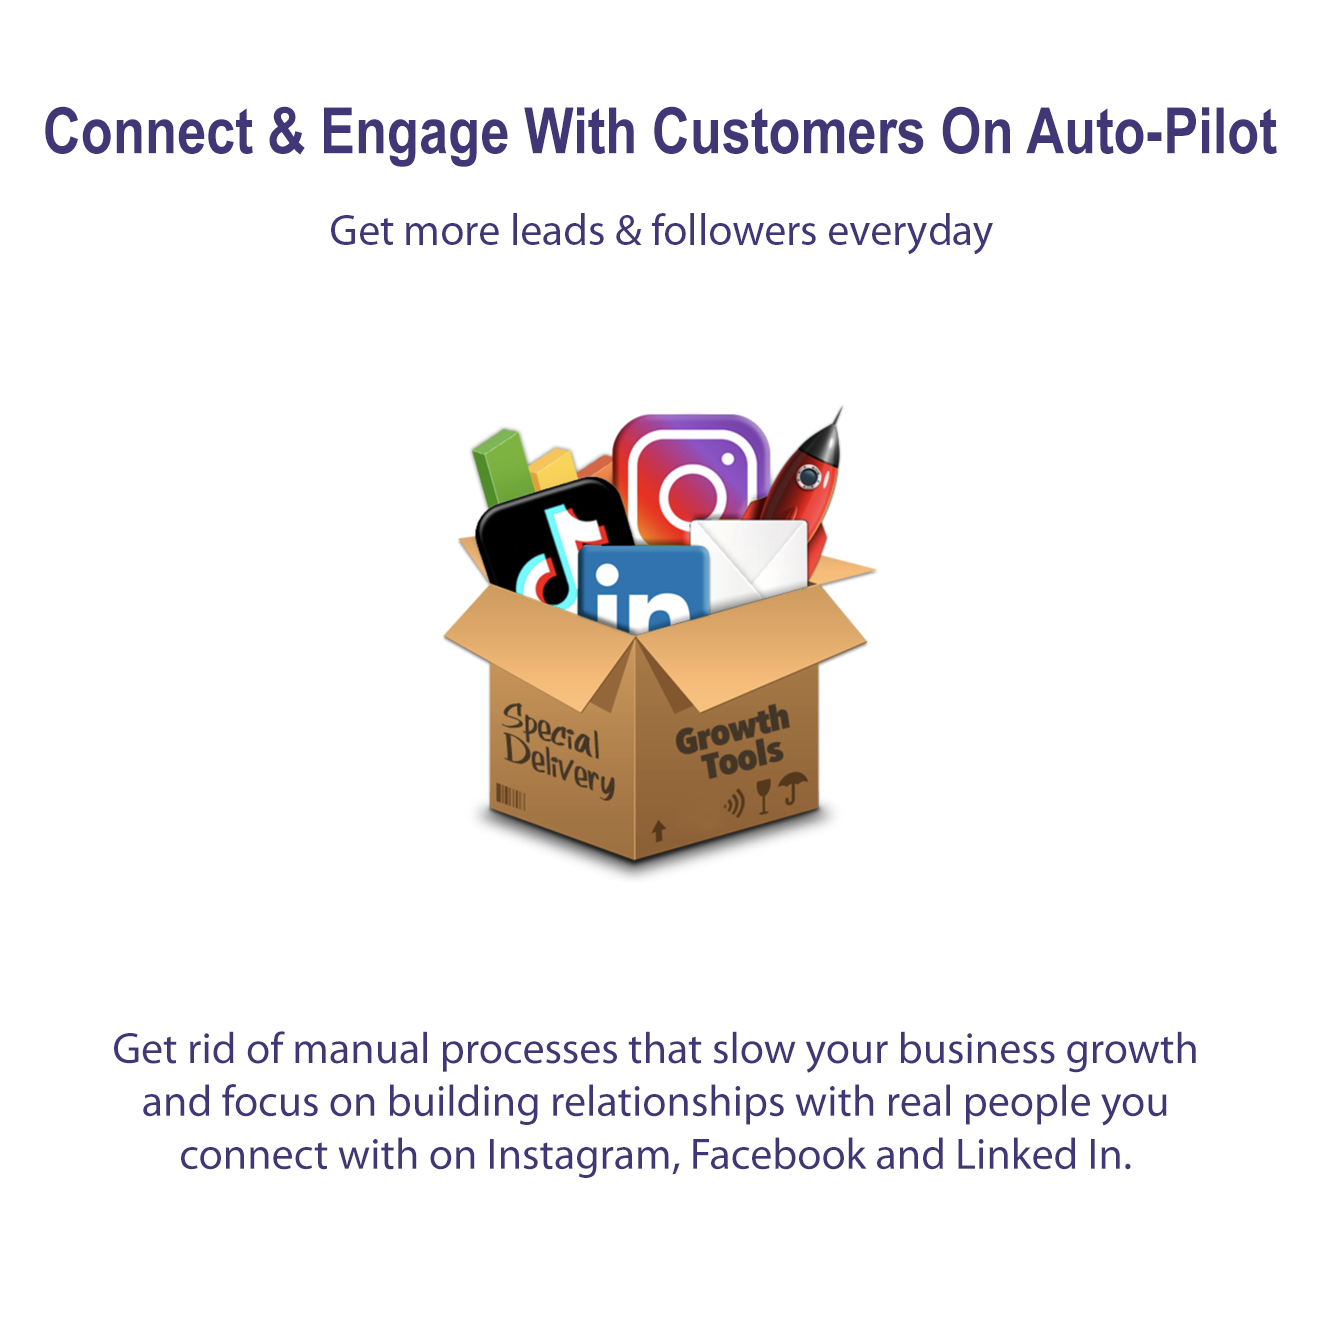 Connect & Engage With Customers On Auto-Pilot
Get more leads & followers everyday
in
Special
Delivery
Growth
Tools
Get rid of manual processes that slow your business growth
and focus on building relationships with real people you
connect with on Instagram, Facebook and Linked In.